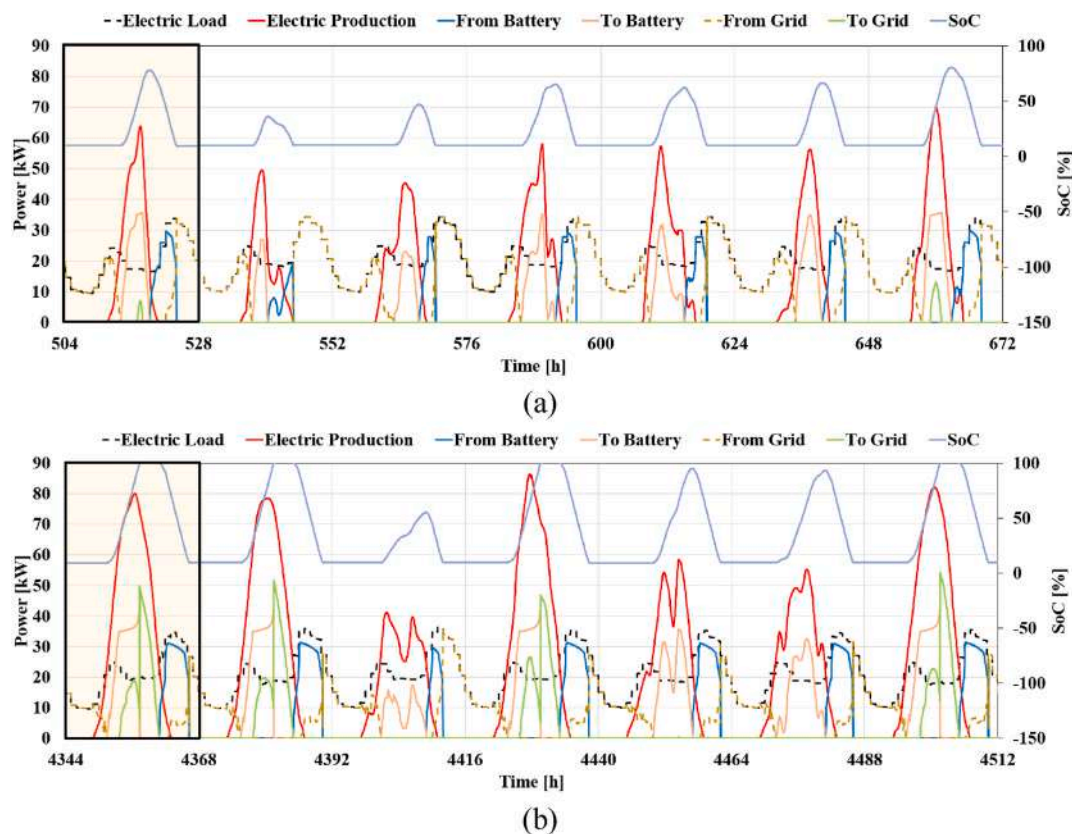 Electric Load Electric Production From Battery To Battery From Grid To Grid SoC
90 100
80
70 50
60
50 0
40
30 -50
20 -100
10
0 -150
Power [kW]
SoC [%]
504 528 552 576 600 624 648 672
Time [h]
(a)
Electric Load Electric Production From Battery To Battery From Grid To Grid SoC
90 100
80
70 50
60
50 0
40
30 -50
20 -100
10
0 -150
Power [kW]
SoC [%]
4344 4368 4392 4416 4440 4464 4488 4512
Time [h]
(b)